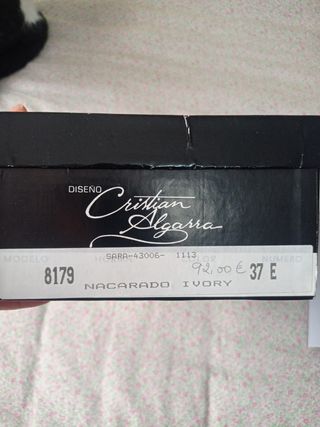 DISEÑO
Cristian
Algarra
SARA-43006- 1113
MODELO NUMERO
8179 92,00 € 37 E
NACARADO IVORY